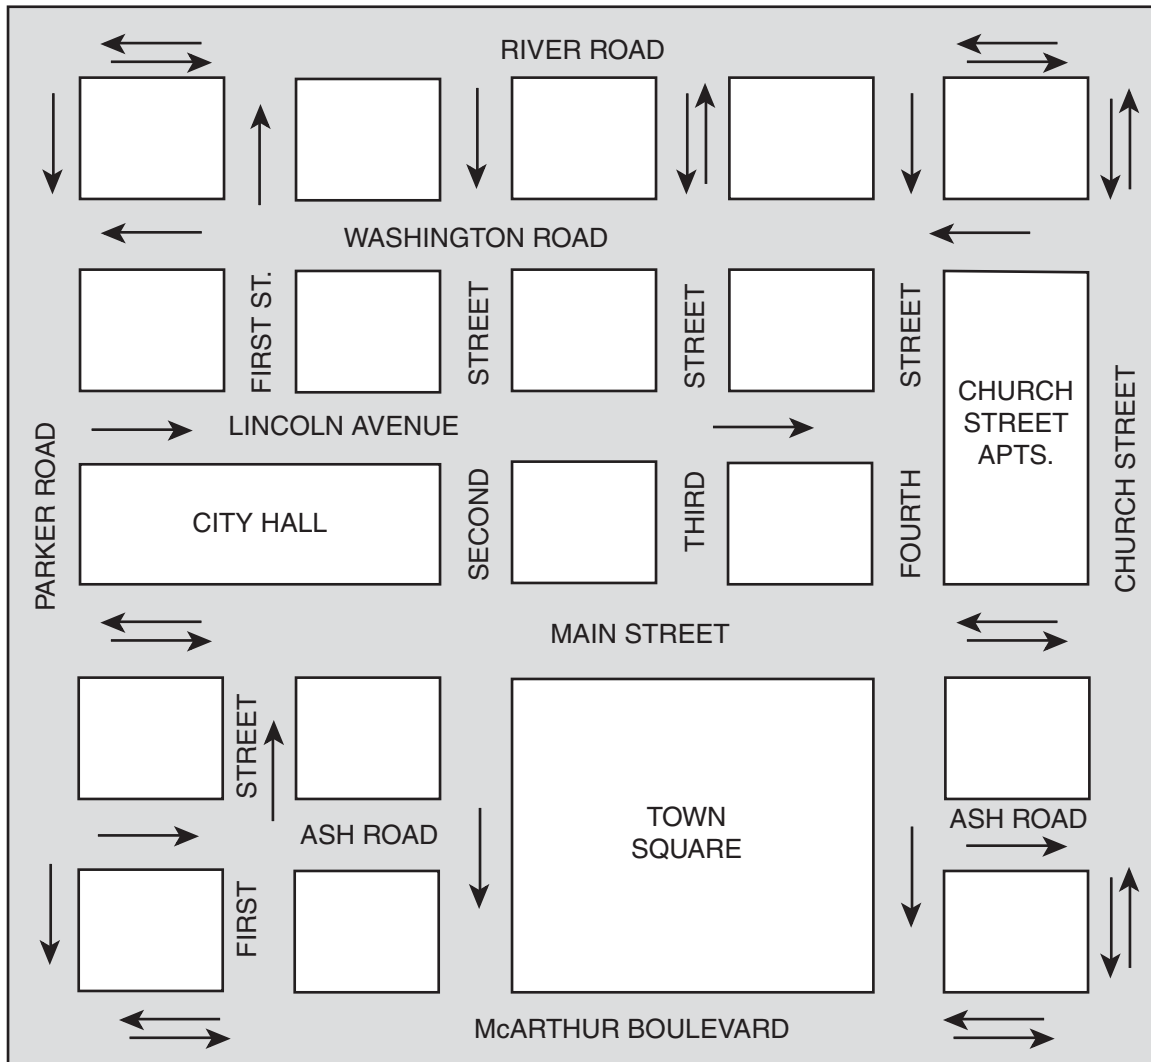 RIVER ROAD
WASHINGTON ROAD
FIRST ST.
STREET
STREET
STREET
CHURCH
STREET
APTS.
LINCOLN AVENUE
PARKER ROAD
CITY HALL
SECOND
THIRD
FOURTH
CHURCH STREET
MAIN STREET
STREET
TOWN
SQUARE
ASH ROAD
ASH ROAD
FIRST
McARTHUR BOULEVARD